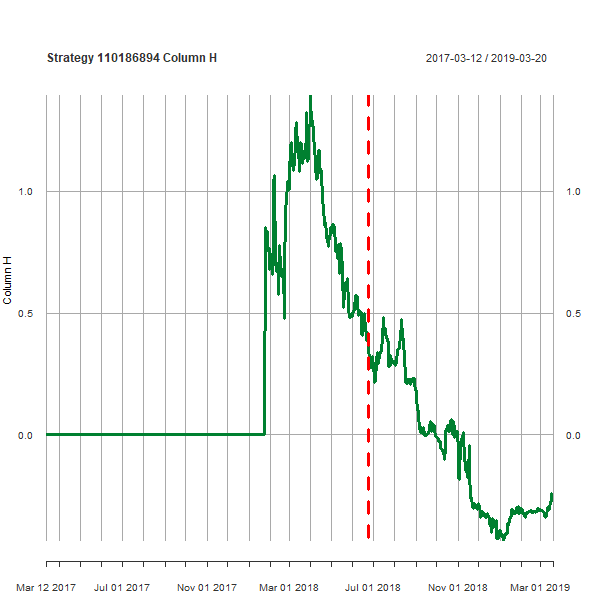 Strategy 110186894 Column H
2017-03-12 / 2019-03-20
1.0
1.0
Column H
0.5
0.5
0.0
0.0
Mar 12 2017
Jul 01 2017
Nov 01 2017
Mar 01 2018
Jul 01 2018
Nov 01 2018
Mar 01 2019